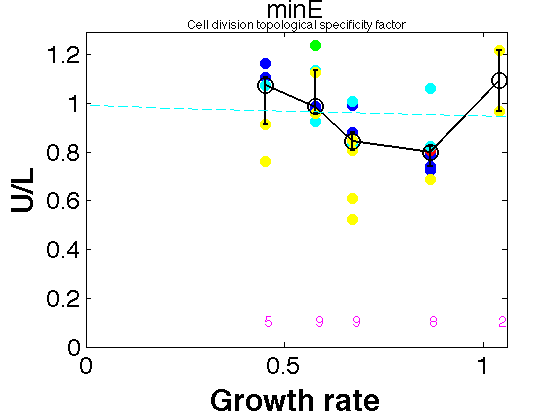 minE
Cell division topological specificity factor
1.2
1
0.8
0.6
0.4
0.2
0
U/L
5 9 9 8 2
0 0.5 1
Growth rate